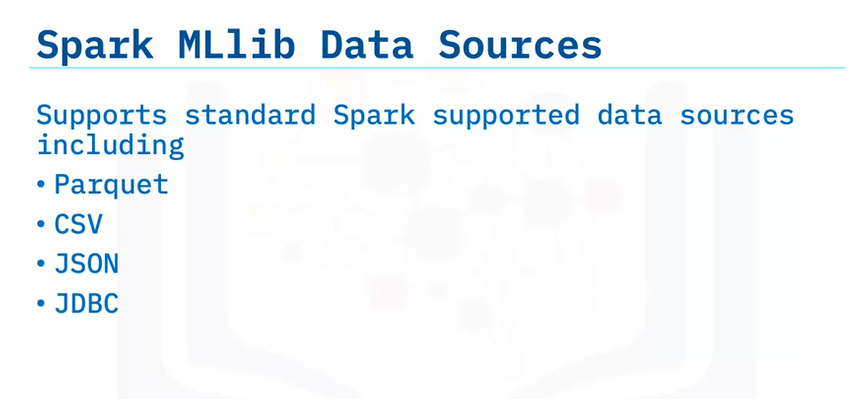 Spark MLlib Data Sources
Supports standard Spark supported data sources
including
• Parquet
• CSV
• JSON
• JDBC